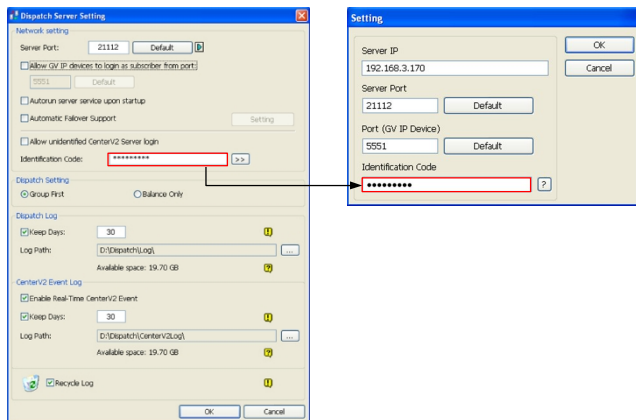 Dispatch Server Setting
Network setting
Server Port: 21112 Default
Allow GV IP devices to login as subscriber from port:
5551 Default
Autorun server service upon startup
Automatic Failover Support Setting
Allow unidentified CenterV2 Server login
Identification Code: ********* >>
Dispatch Setting
Group First Balance Only
Dispatch Log
Keep Days: 30
Log Path: D:\Dispatch\Log\ ...
Available space: 19.70 GB
CenterV2 Event Log
Enable Real-Time CenterV2 Event
Keep Days: 30
Log Path: D:\Dispatch\CenterV2Log\ ...
Available space: 19.70 GB
Recycle Log
OK Cancel
Setting
Server IP
192.168.3.170
Server Port
21112 Default
Port (GV IP Device)
5551 Default
Identification Code
●●●●●●●●● ?
OK
Cancel